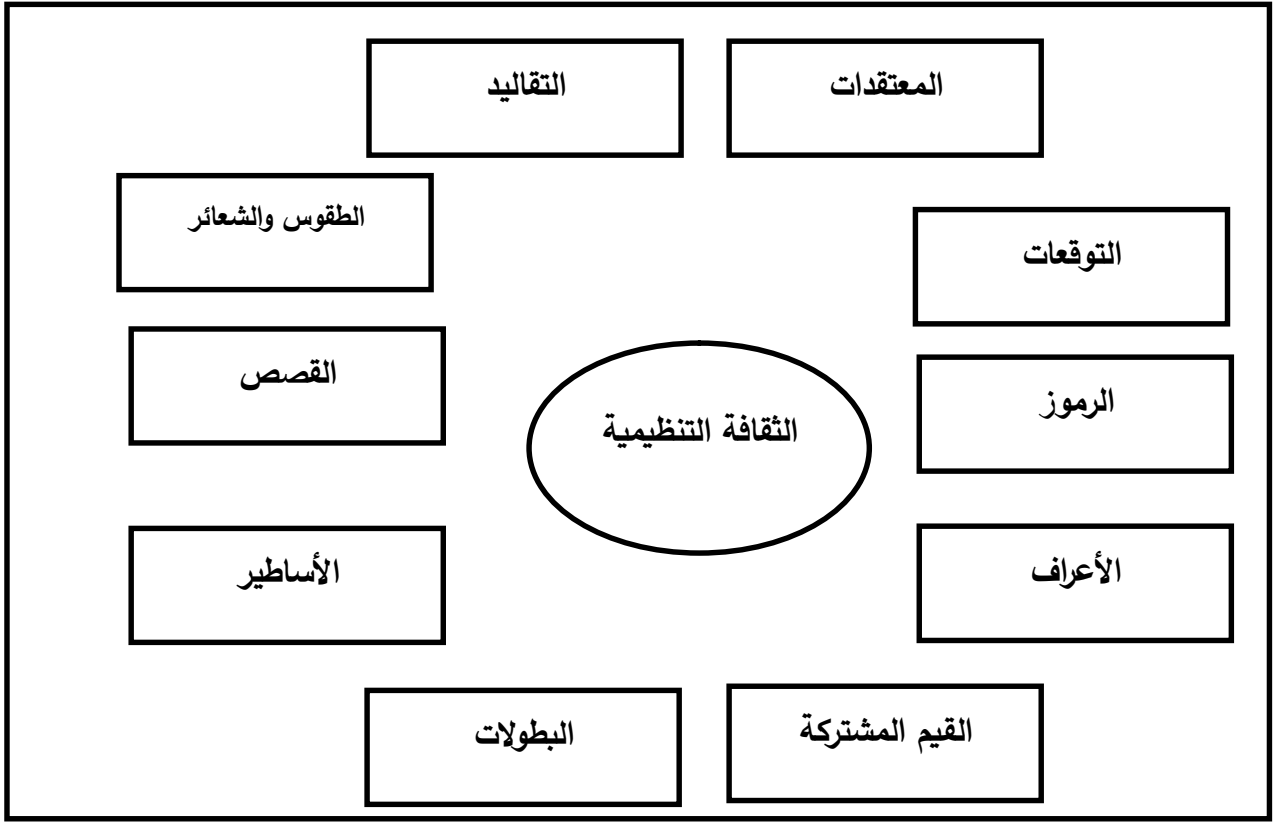 المعتقدات
التقاليد
الطقوس والشعائر
التوقعات
القصص
الرموز
الثقافة التنظيمية
الأساطير
الأعراف
القيم المشتركة
البطولات